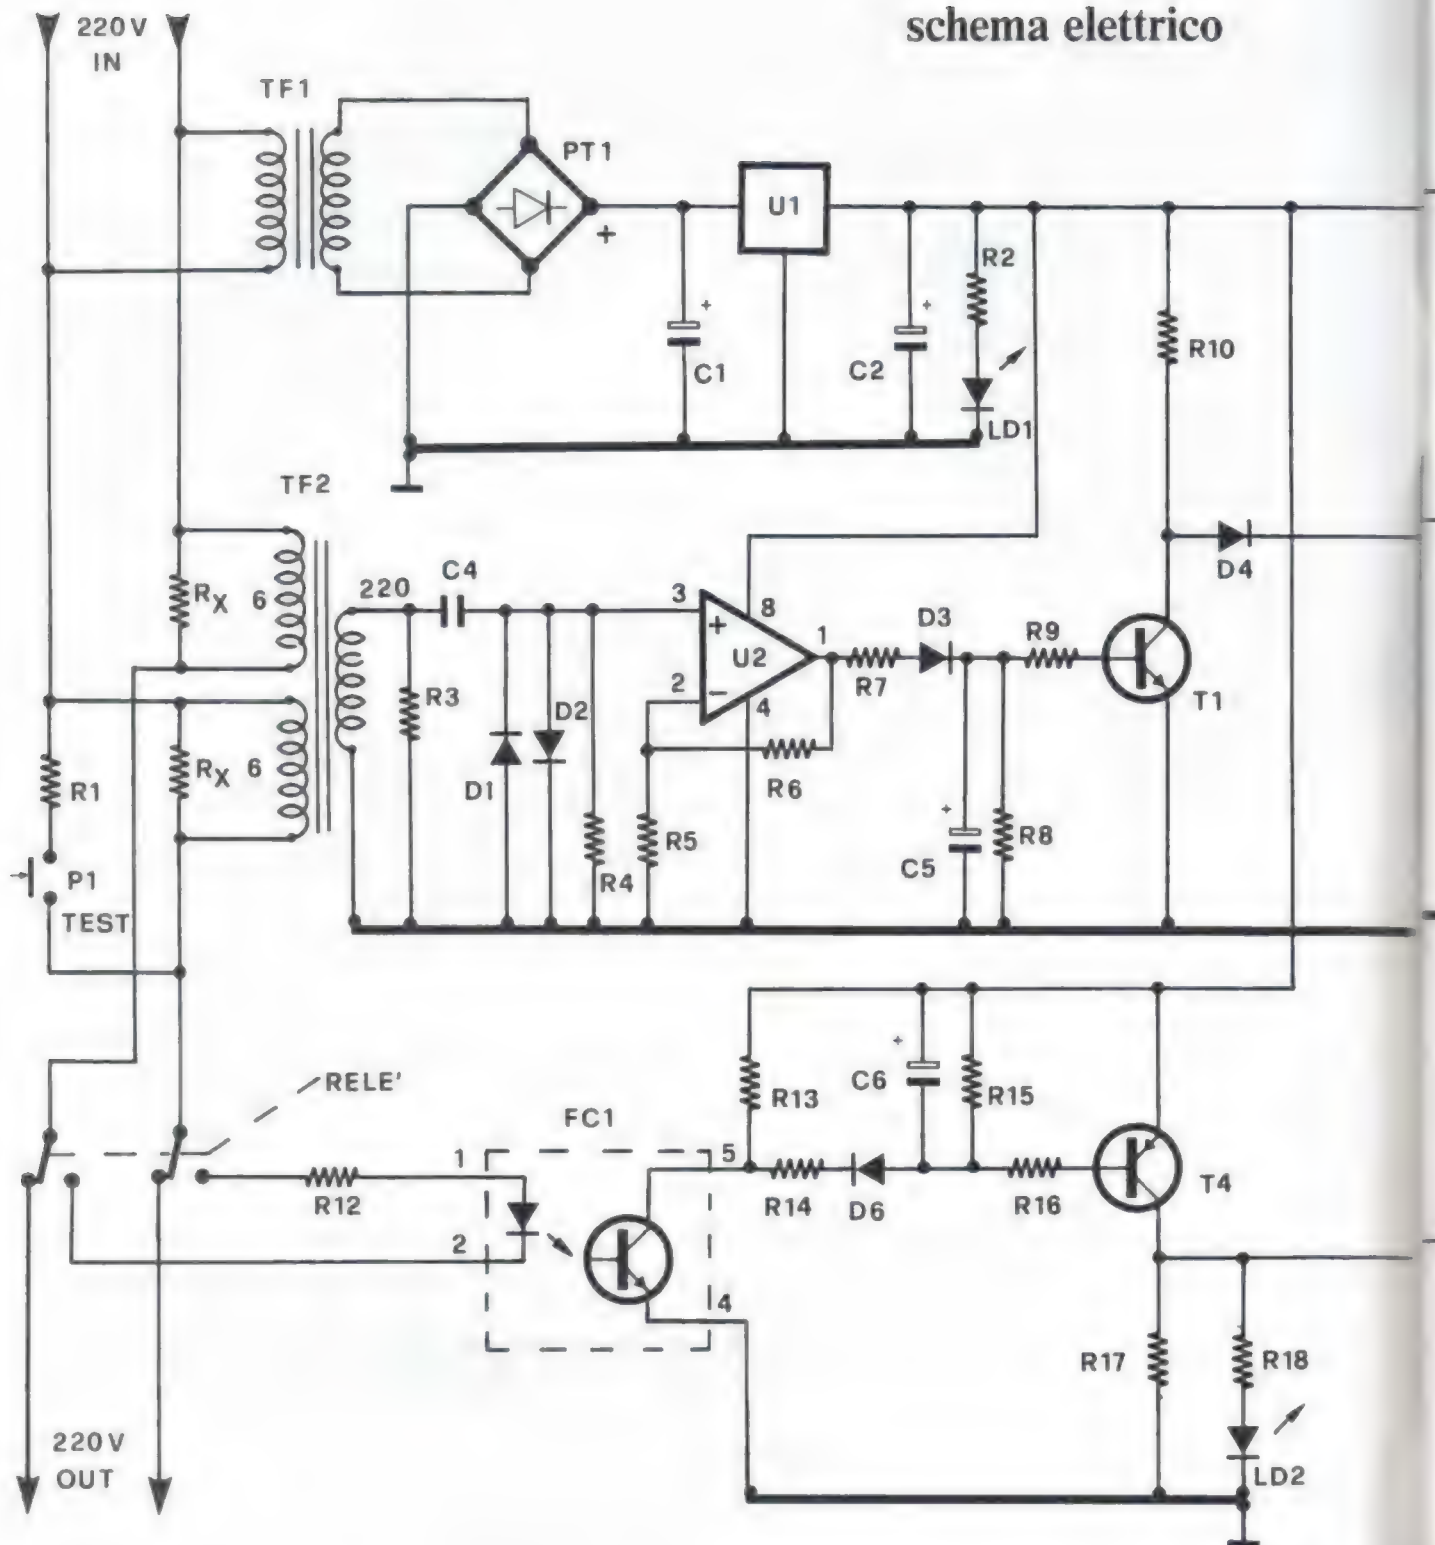 schema elettrico
220V
IN
TF1
PT1
+
U1
+
C1
+
C2
R2
LD1
R10
TF2
RX 6
220
C4
3
+
8
U2
1
2
−
4
R7
D3
R9
D4
T1
R3
D1
D2
R4
R5
R6
RX 6
R1
P1
TEST
+
C5
R8
RELE'
R12
FC1
1
2
5
4
R13
+
C6
R15
R14
D6
R16
T4
R17
R18
LD2
220V
OUT